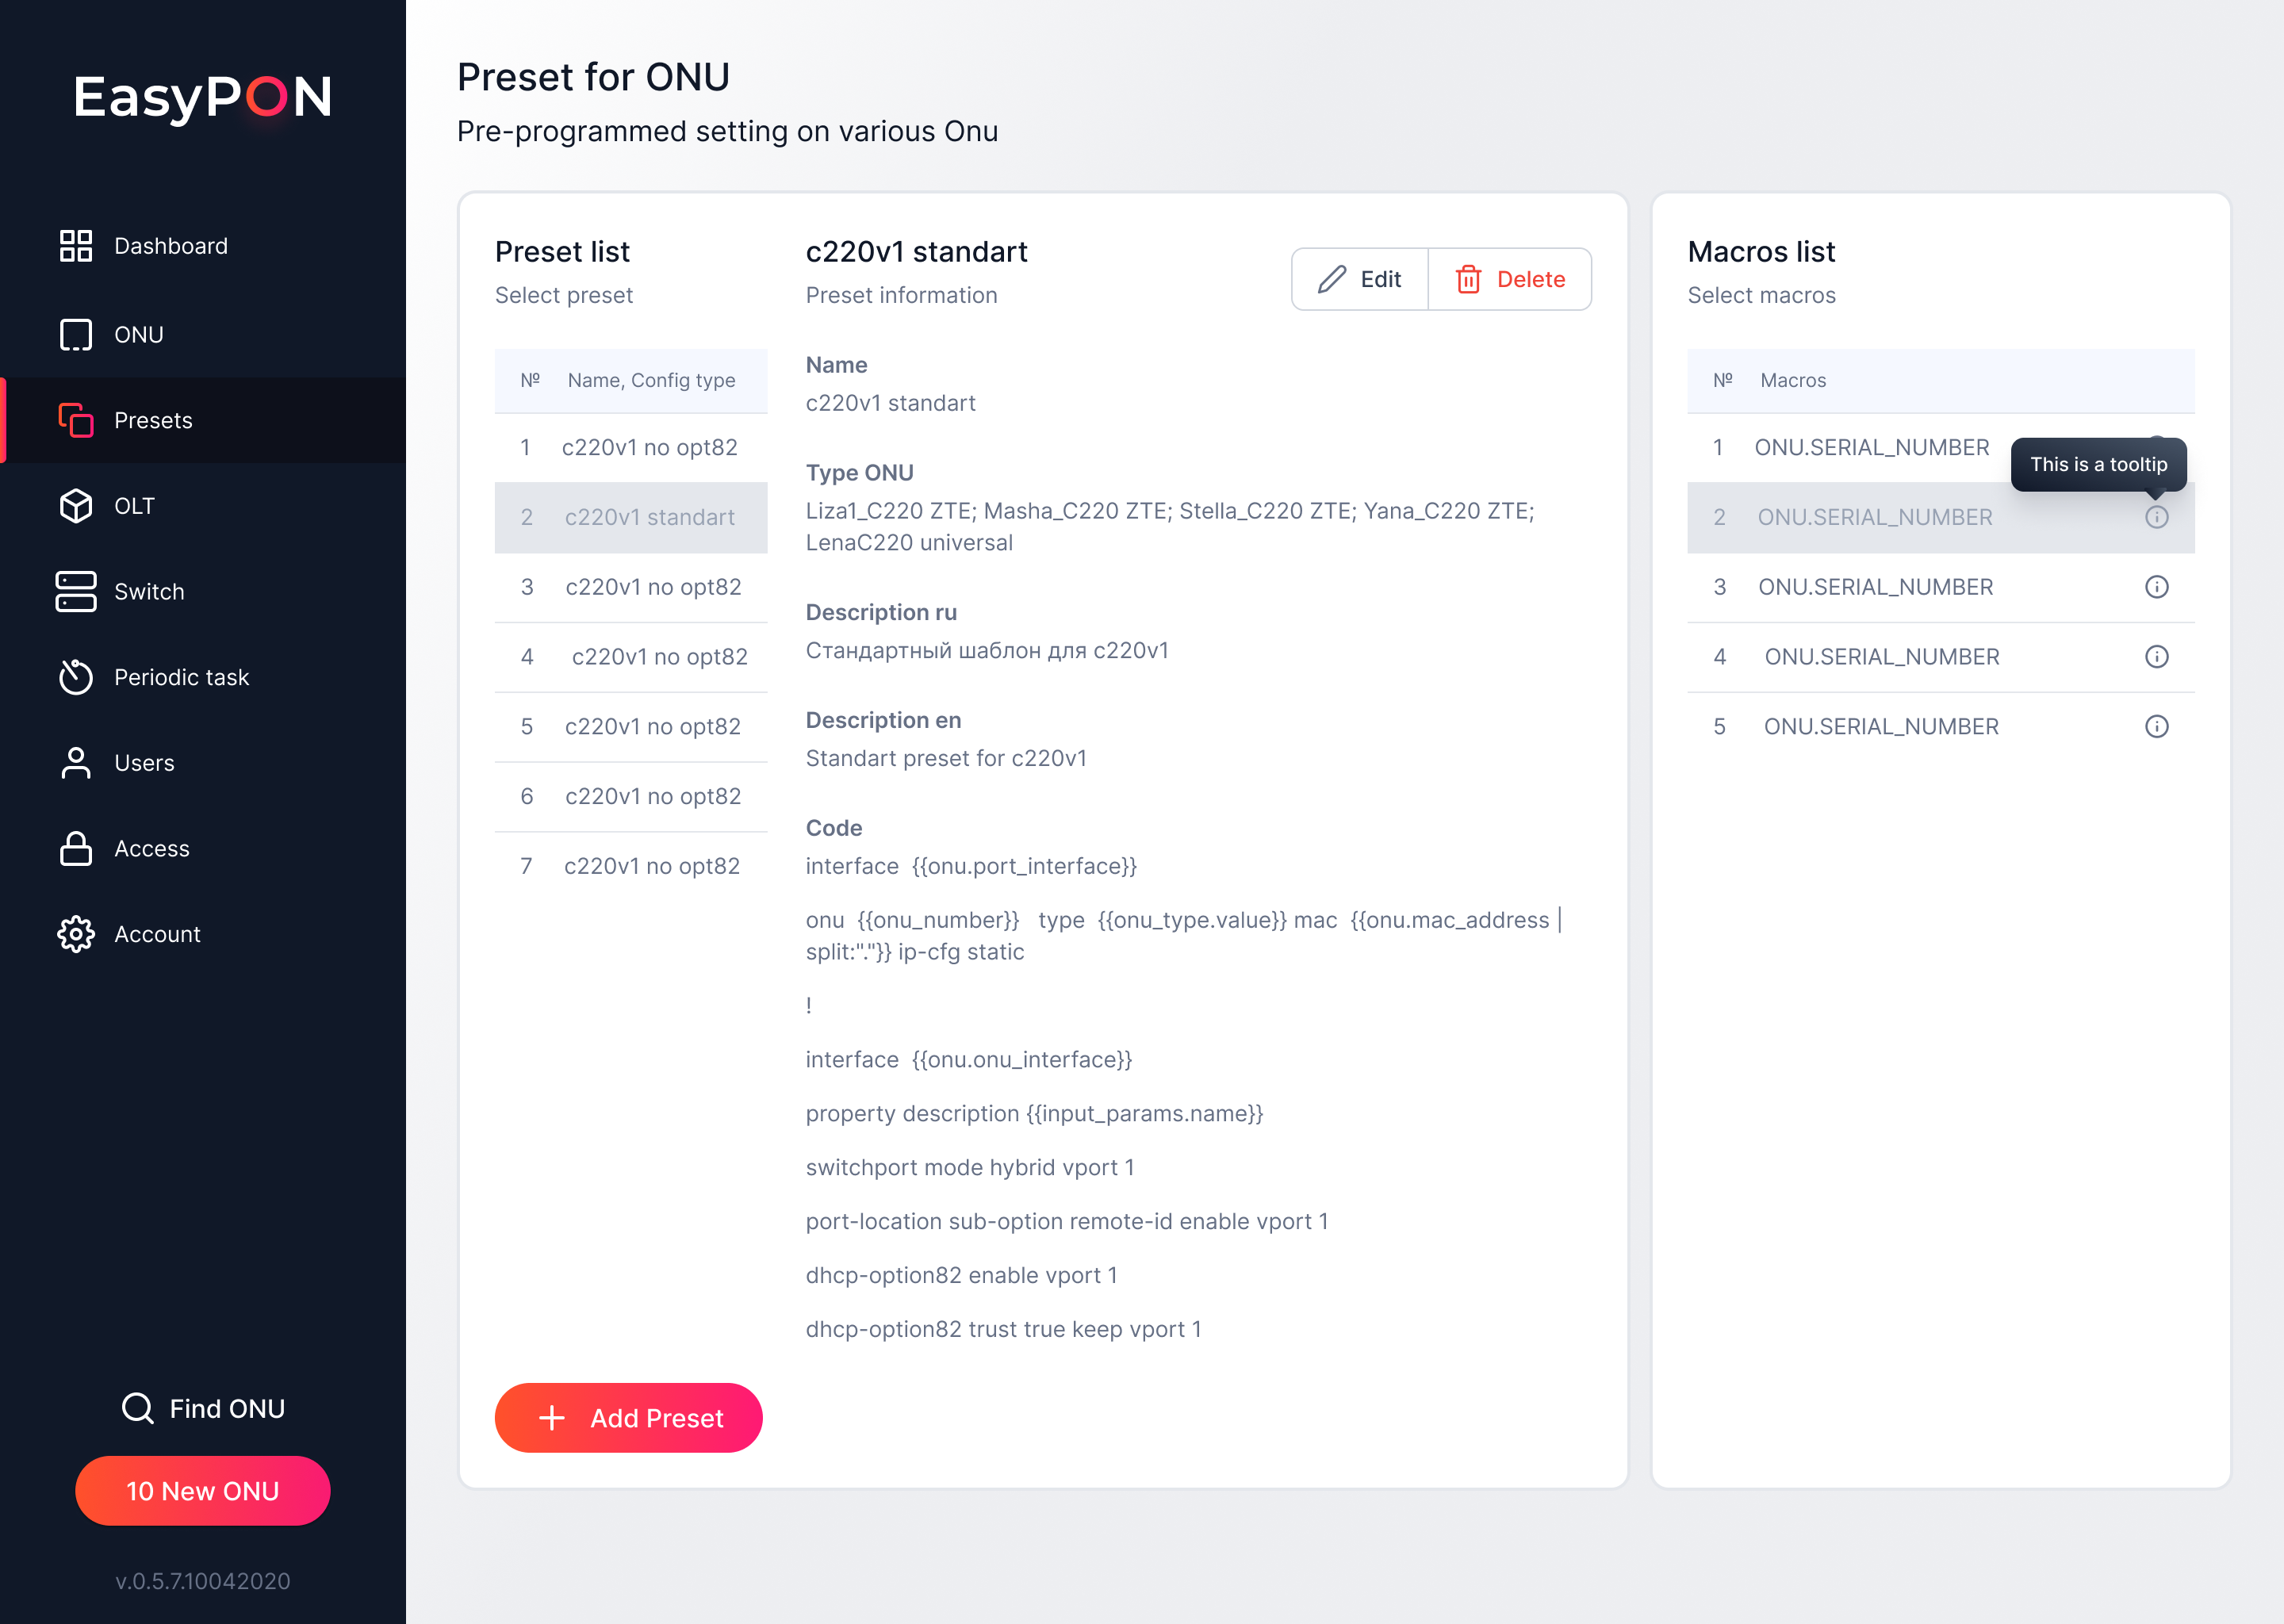 EasyPON
Dashboard
ONU
Presets
OLT
Switch
Periodic task
Users
Access
Account
Find ONU
10 New ONU
v.0.5.7.10042020
Preset for ONU
Pre-programmed setting on various Onu
Preset list
Select preset
№ Name, Config type
1 c220v1 no opt82
2 c220v1 standart
3 c220v1 no opt82
4 c220v1 no opt82
5 c220v1 no opt82
6 c220v1 no opt82
7 c220v1 no opt82
Add Preset
c220v1 standart
Preset information
Edit
Delete
Name
c220v1 standart
Type ONU
Liza1_C220 ZTE; Masha_C220 ZTE; Stella_C220 ZTE; Yana_C220 ZTE;
LenaC220 universal
Description ru
Стандартный шаблон для c220v1
Description en
Standart preset for c220v1
Code
interface {{onu.port_interface}}
onu {{onu_number}} type {{onu_type.value}} mac {{onu.mac_address |
split:"."}} ip-cfg static
!
interface {{onu.onu_interface}}
property description {{input_params.name}}
switchport mode hybrid vport 1
port-location sub-option remote-id enable vport 1
dhcp-option82 enable vport 1
dhcp-option82 trust true keep vport 1
Macros list
Select macros
№ Macros
1 ONU.SERIAL_NUMBER
This is a tooltip
2 ONU.SERIAL_NUMBER
3 ONU.SERIAL_NUMBER
4 ONU.SERIAL_NUMBER
5 ONU.SERIAL_NUMBER